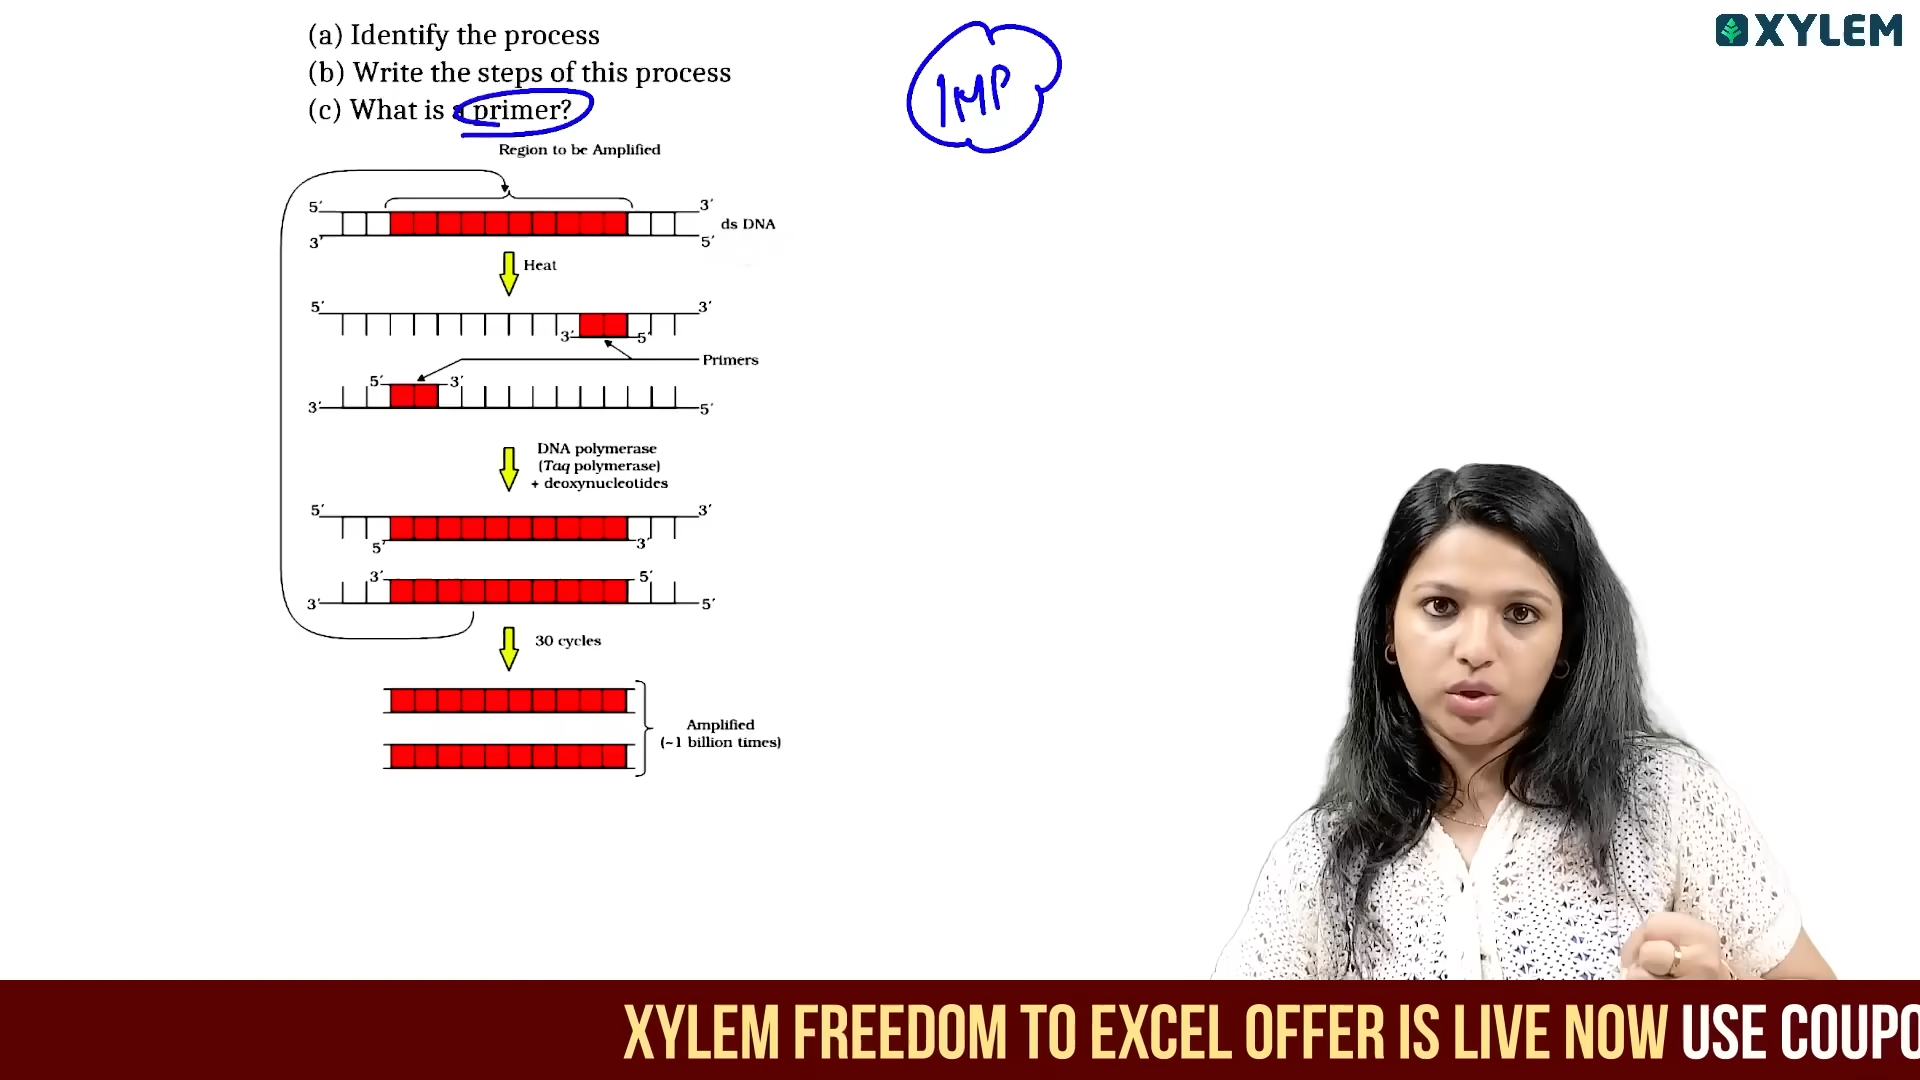 (a) Identify the process
(b) Write the steps of this process
(c) What is a primer?
IMP
XYLEM
Region to be Amplified
5′ 3′
ds DNA
3′ 5′
Heat
5′ 3′
3′ 5′
Primers
5′ 3′
3′ 5′
DNA polymerase
(Taq polymerase)
+ deoxynucleotides
5′ 3′
5′ 3′
3′ 5′
3′ 5′
30 cycles
Amplified
(~1 billion times)
XYLEM FREEDOM TO EXCEL OFFER IS LIVE NOW USE COUPO